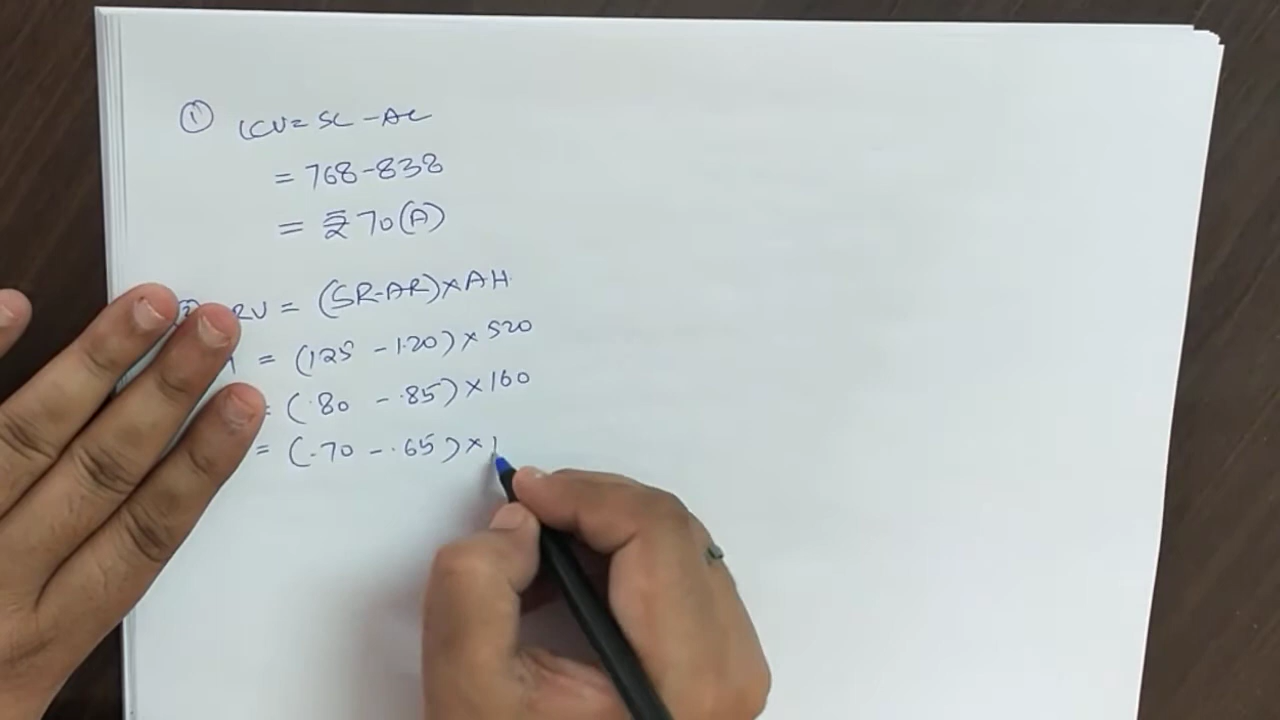 ① LCV = SC - AC
= 768 - 838
= ₹ 70 (A)
RV = (SR - AR) × AH
= (125 - 1.20) × 520
= (.80 - .85) × 160
= (.70 - .65) × 1